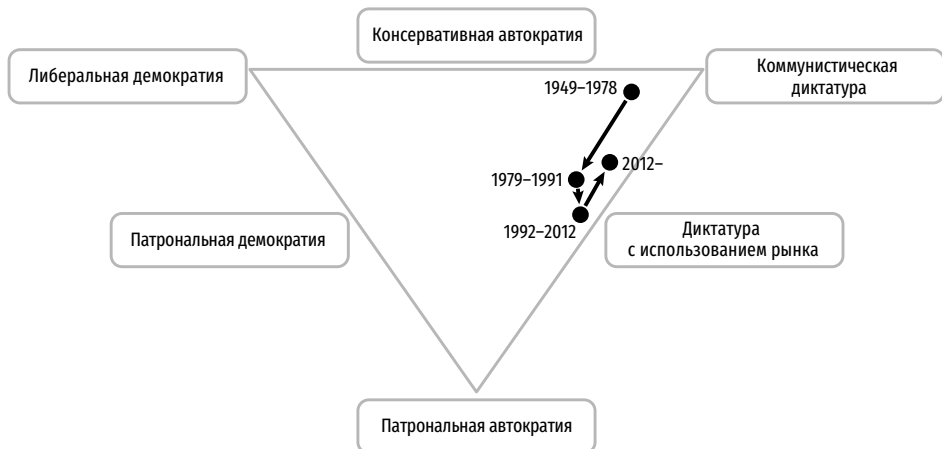 Консервативная автократия
Либеральная демократия
Коммунистическая
диктатура
1949–1978
2012–
1979–1991
1992–2012
Патрональная демократия
Диктатура
с использованием рынка
Патрональная автократия